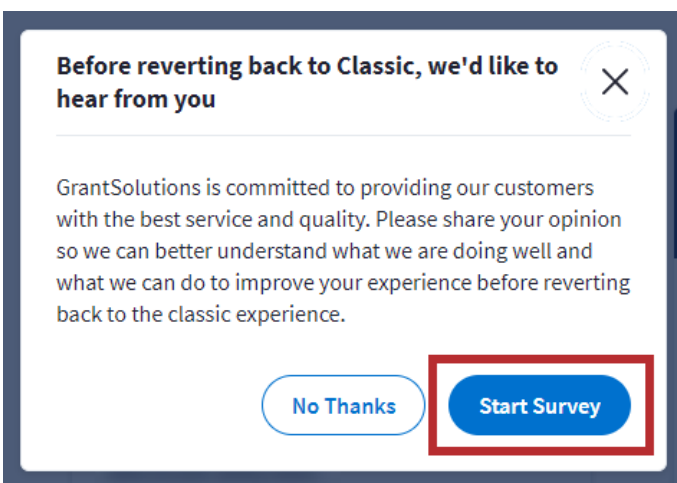 Before reverting back to Classic, we'd like to
hear from you
GrantSolutions is committed to providing our customers
with the best service and quality. Please share your opinion
so we can better understand what we are doing well and
what we can do to improve your experience before reverting
back to the classic experience.
No Thanks
Start Survey